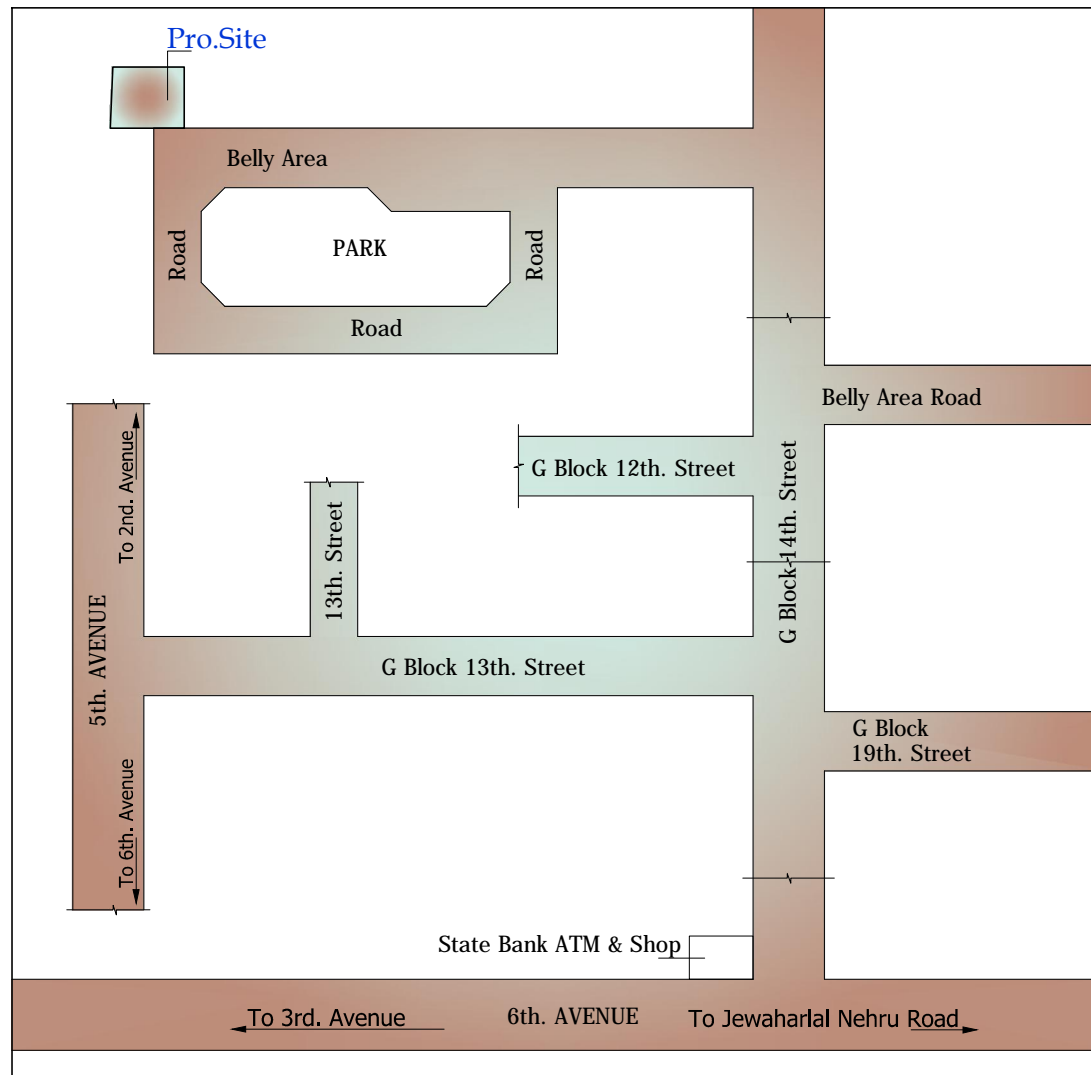 Pro.Site
Belly Area
Road
PARK
Road
Road
Belly Area Road
To 2nd. Avenue
G Block 12th. Street
G Block-14th. Street
13th. Street
5th. AVENUE
G Block 13th. Street
G Block
19th. Street
To 6th. Avenue
State Bank ATM & Shop
To 3rd. Avenue
6th. AVENUE
To Jewaharlal Nehru Road